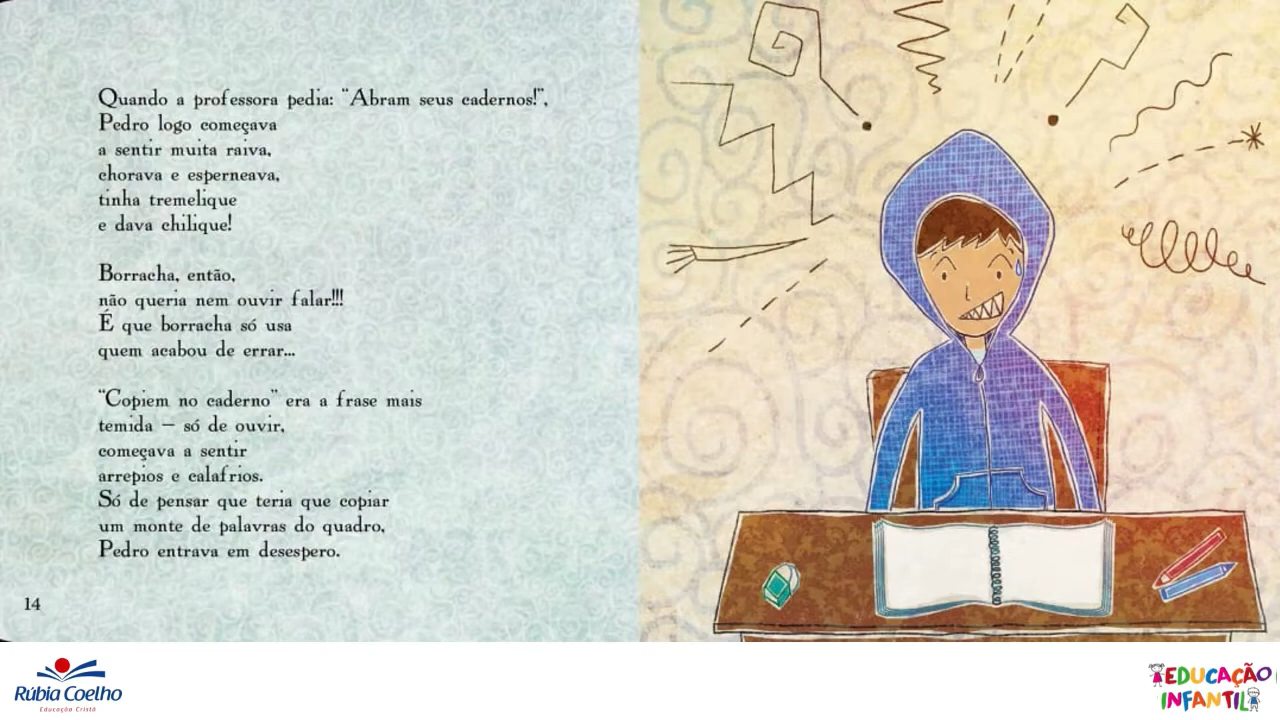 Quando a professora pedia: “Abram seus cadernos!”,
Pedro logo começava
a sentir muita raiva,
chorava e esperneava,
tinha tremelique
e dava chilique!
Borracha, então,
não queria nem ouvir falar!!!
É que borracha só usa
quem acabou de errar...
“Copiem no caderno” era a frase mais
temida – só de ouvir,
começava a sentir
arrepios e calafrios.
Só de pensar que teria que copiar
um monte de palavras do quadro,
Pedro entrava em desespero.
14
Rúbia Coelho
Educação Cristã
EDUCAÇÃO
INFANTIL